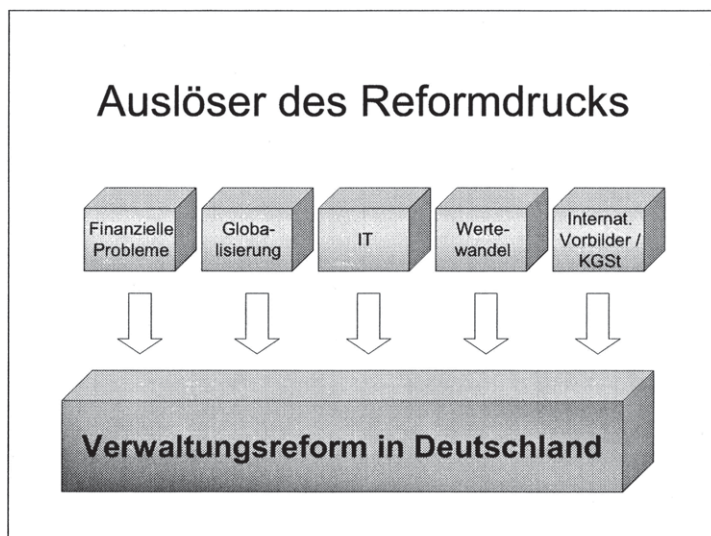 Auslöser des Reformdrucks
Finanzielle
Probleme
Globa-
lisierung
IT
Werte-
wandel
Internat.
Vorbilder /
KGSt
Verwaltungsreform in Deutschland